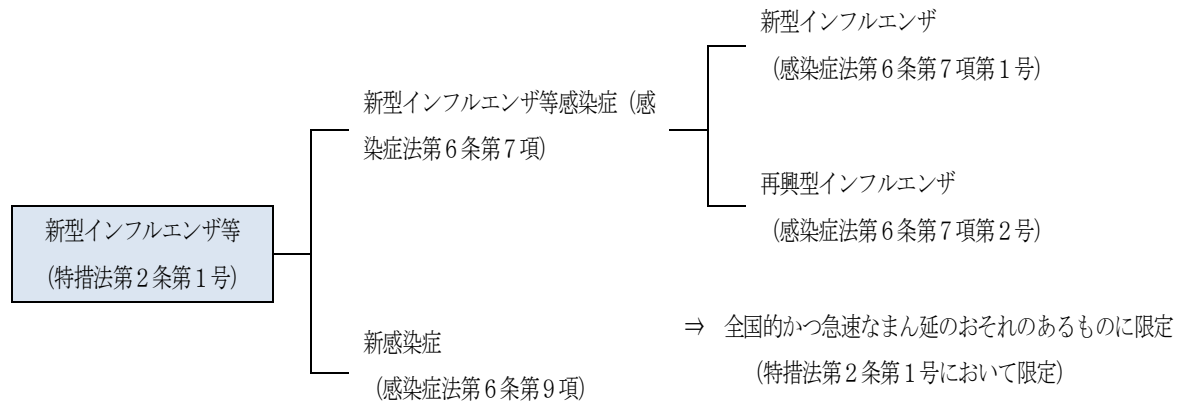 新型インフルエンザ等
(特措法第２条第１号)
新型インフルエンザ等感染症（感
染症法第６条第７項）
新型インフルエンザ
(感染症法第６条第７項第１号)
再興型インフルエンザ
(感染症法第６条第７項第２号)
新感染症
(感染症法第６条第９項)
⇒　全国的かつ急速なまん延のおそれのあるものに限定
(特措法第２条第１号において限定)